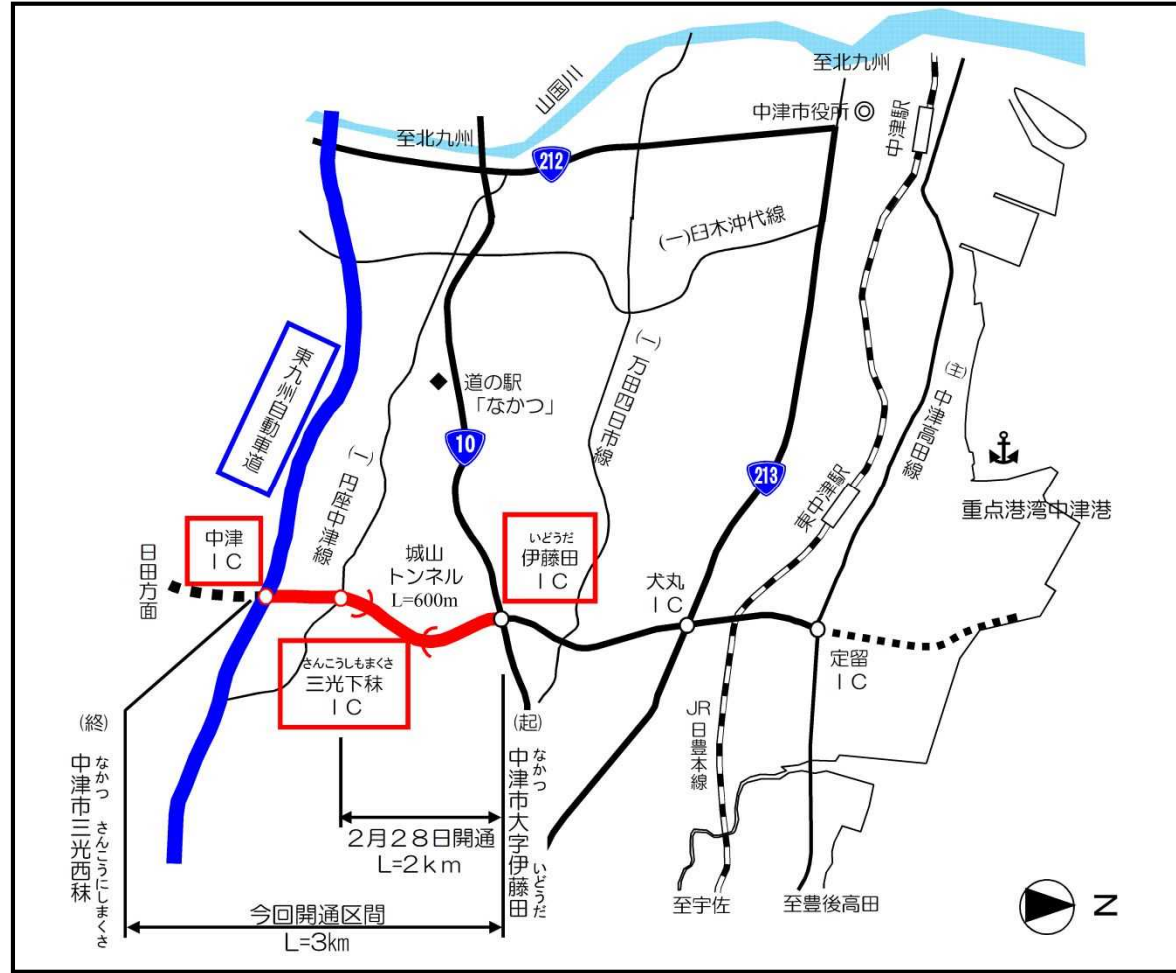 至北九州
中津市役所
山国川
至北九州
212
中津駅
(一)臼木沖代線
東九州自動車道
(一)円座中津線
道の駅
「なかつ」
10
(一)万田四日市線
213
(主)中津高田線
東中津駅
重点港湾中津港
日田方面
中津
IC
城山
トンネル
L=600m
いどうだ
伊藤田
IC
犬丸
IC
定留
IC
さんこうしもまくさ
三光下秣
IC
JR日豊本線
(終)
中津市三光西秣
なかつ さんこうにしまくさ
(起)
中津市大字伊藤田
なかつ いどうだ
2月28日開通
L=2km
今回開通区間
L=3km
至宇佐
至豊後高田
N